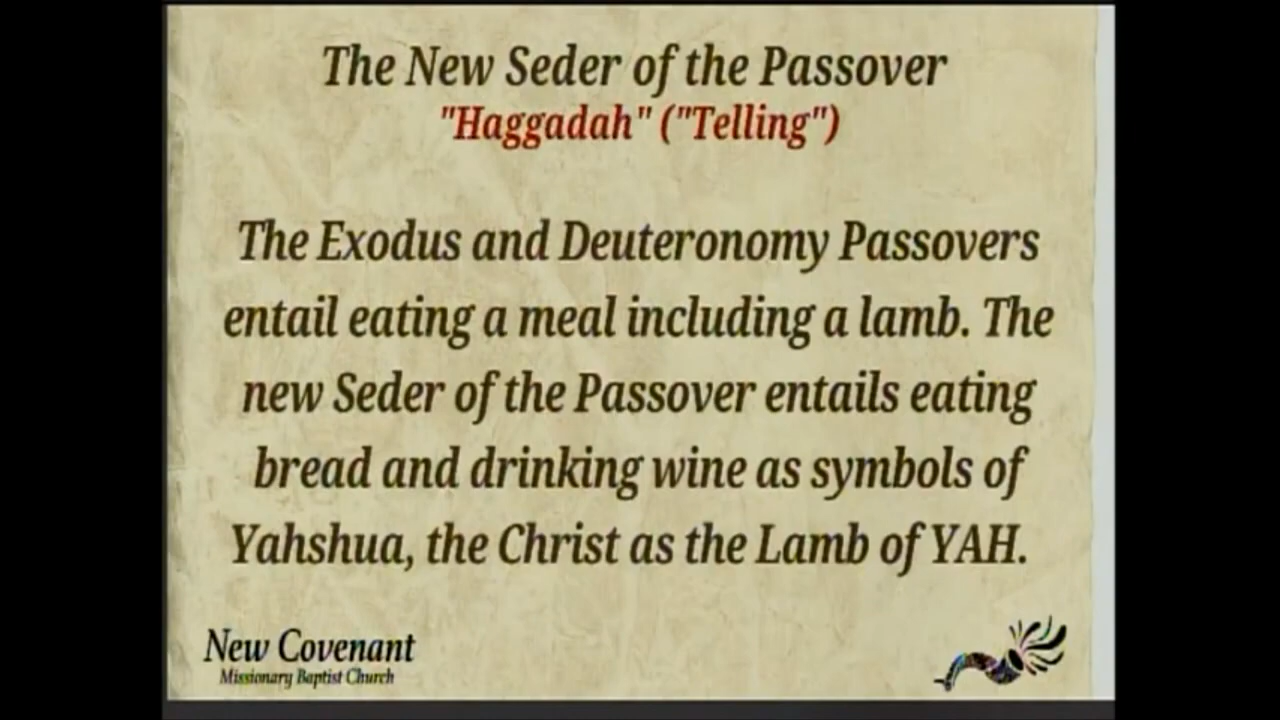 The New Seder of the Passover
"Haggadah" ("Telling")
The Exodus and Deuteronomy Passovers
entail eating a meal including a lamb. The
new Seder of the Passover entails eating
bread and drinking wine as symbols of
Yahshua, the Christ as the Lamb of YAH.
New Covenant
Missionary Baptist Church